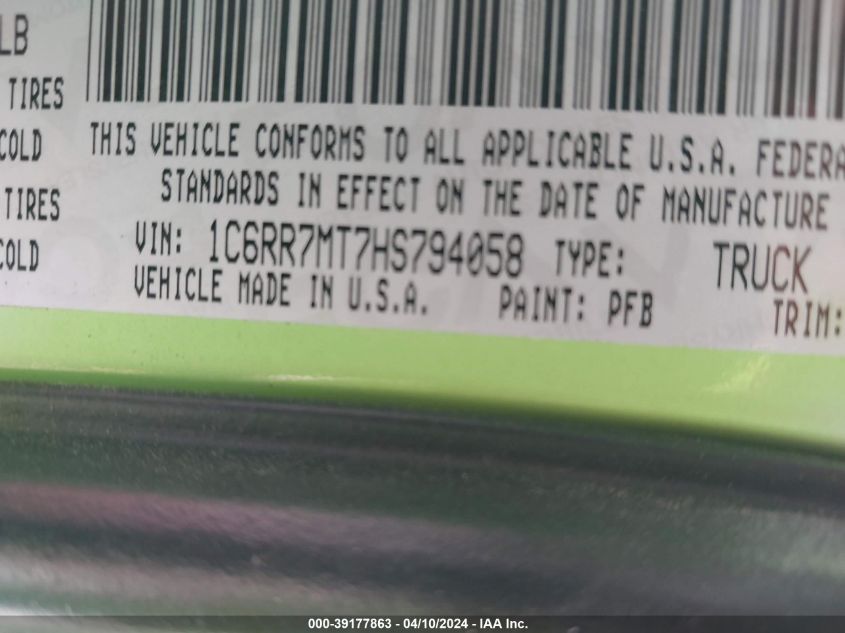 LB
TIRES
COLD
TIRES
COLD
THIS VEHICLE CONFORMS TO ALL APPLICABLE U.S.A. FEDERA
STANDARDS IN EFFECT ON THE DATE OF MANUFACTURE
VIN: 1C6RR7MT7HS794058 TYPE: TRUCK
VEHICLE MADE IN U.S.A. PAINT: PFB TRIM:
000-39177863 - 04/10/2024 - IAA Inc.